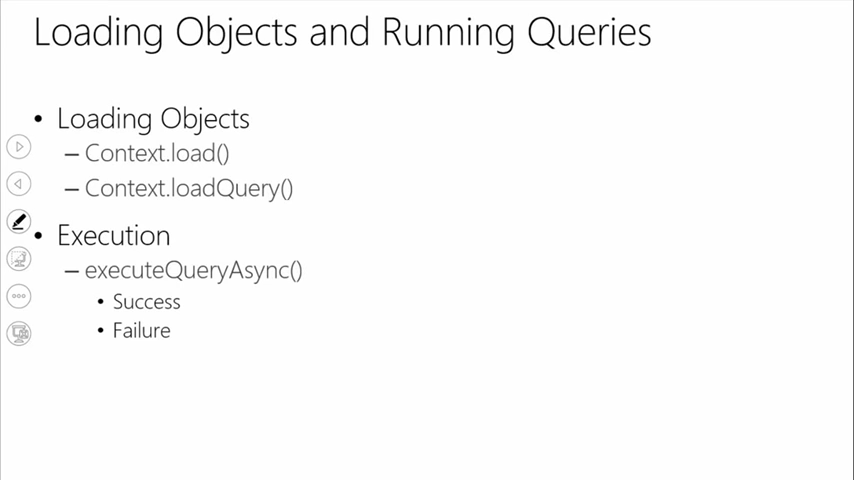 Loading Objects and Running Queries
• Loading Objects
– Context.load()
– Context.loadQuery()
• Execution
– executeQueryAsync()
• Success
• Failure